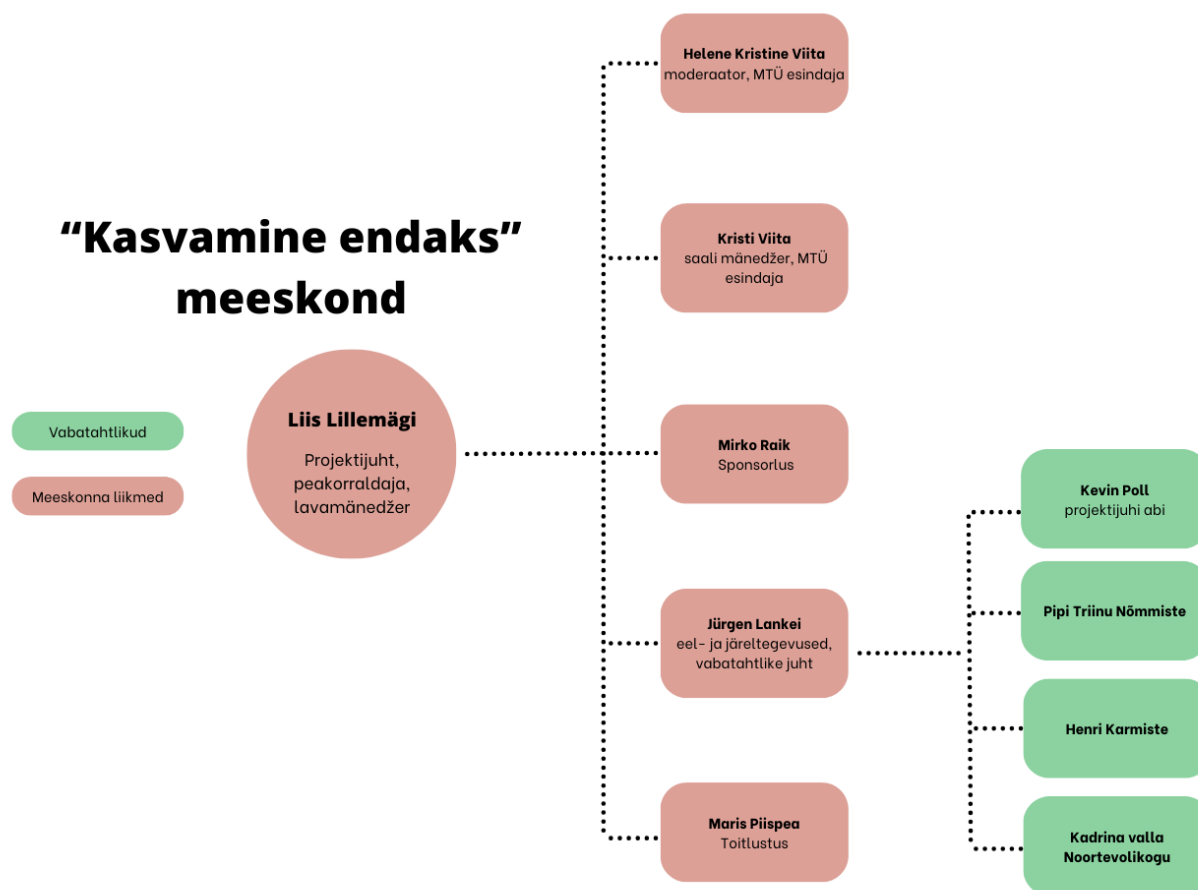 “Kasvamine endaks”
meeskond
Vabatahtlikud
Meeskonna liikmed
Liis Lillemägi
Projektijuht,
peakorraldaja,
lavamänedžer
Helene Kristine Viita
moderaator, MTÜ esindaja
Kristi Viita
saali mänedžer, MTÜ
esindaja
Mirko Raik
Sponsorlus
Jürgen Lankei
eel- ja järeltegevused,
vabatahtlike juht
Maris Piispea
Toitlustus
Kevin Poll
projektijuhi abi
Pipi Triinu Nõmmiste
Henri Karmiste
Kadrina valla
Noortevolikogu